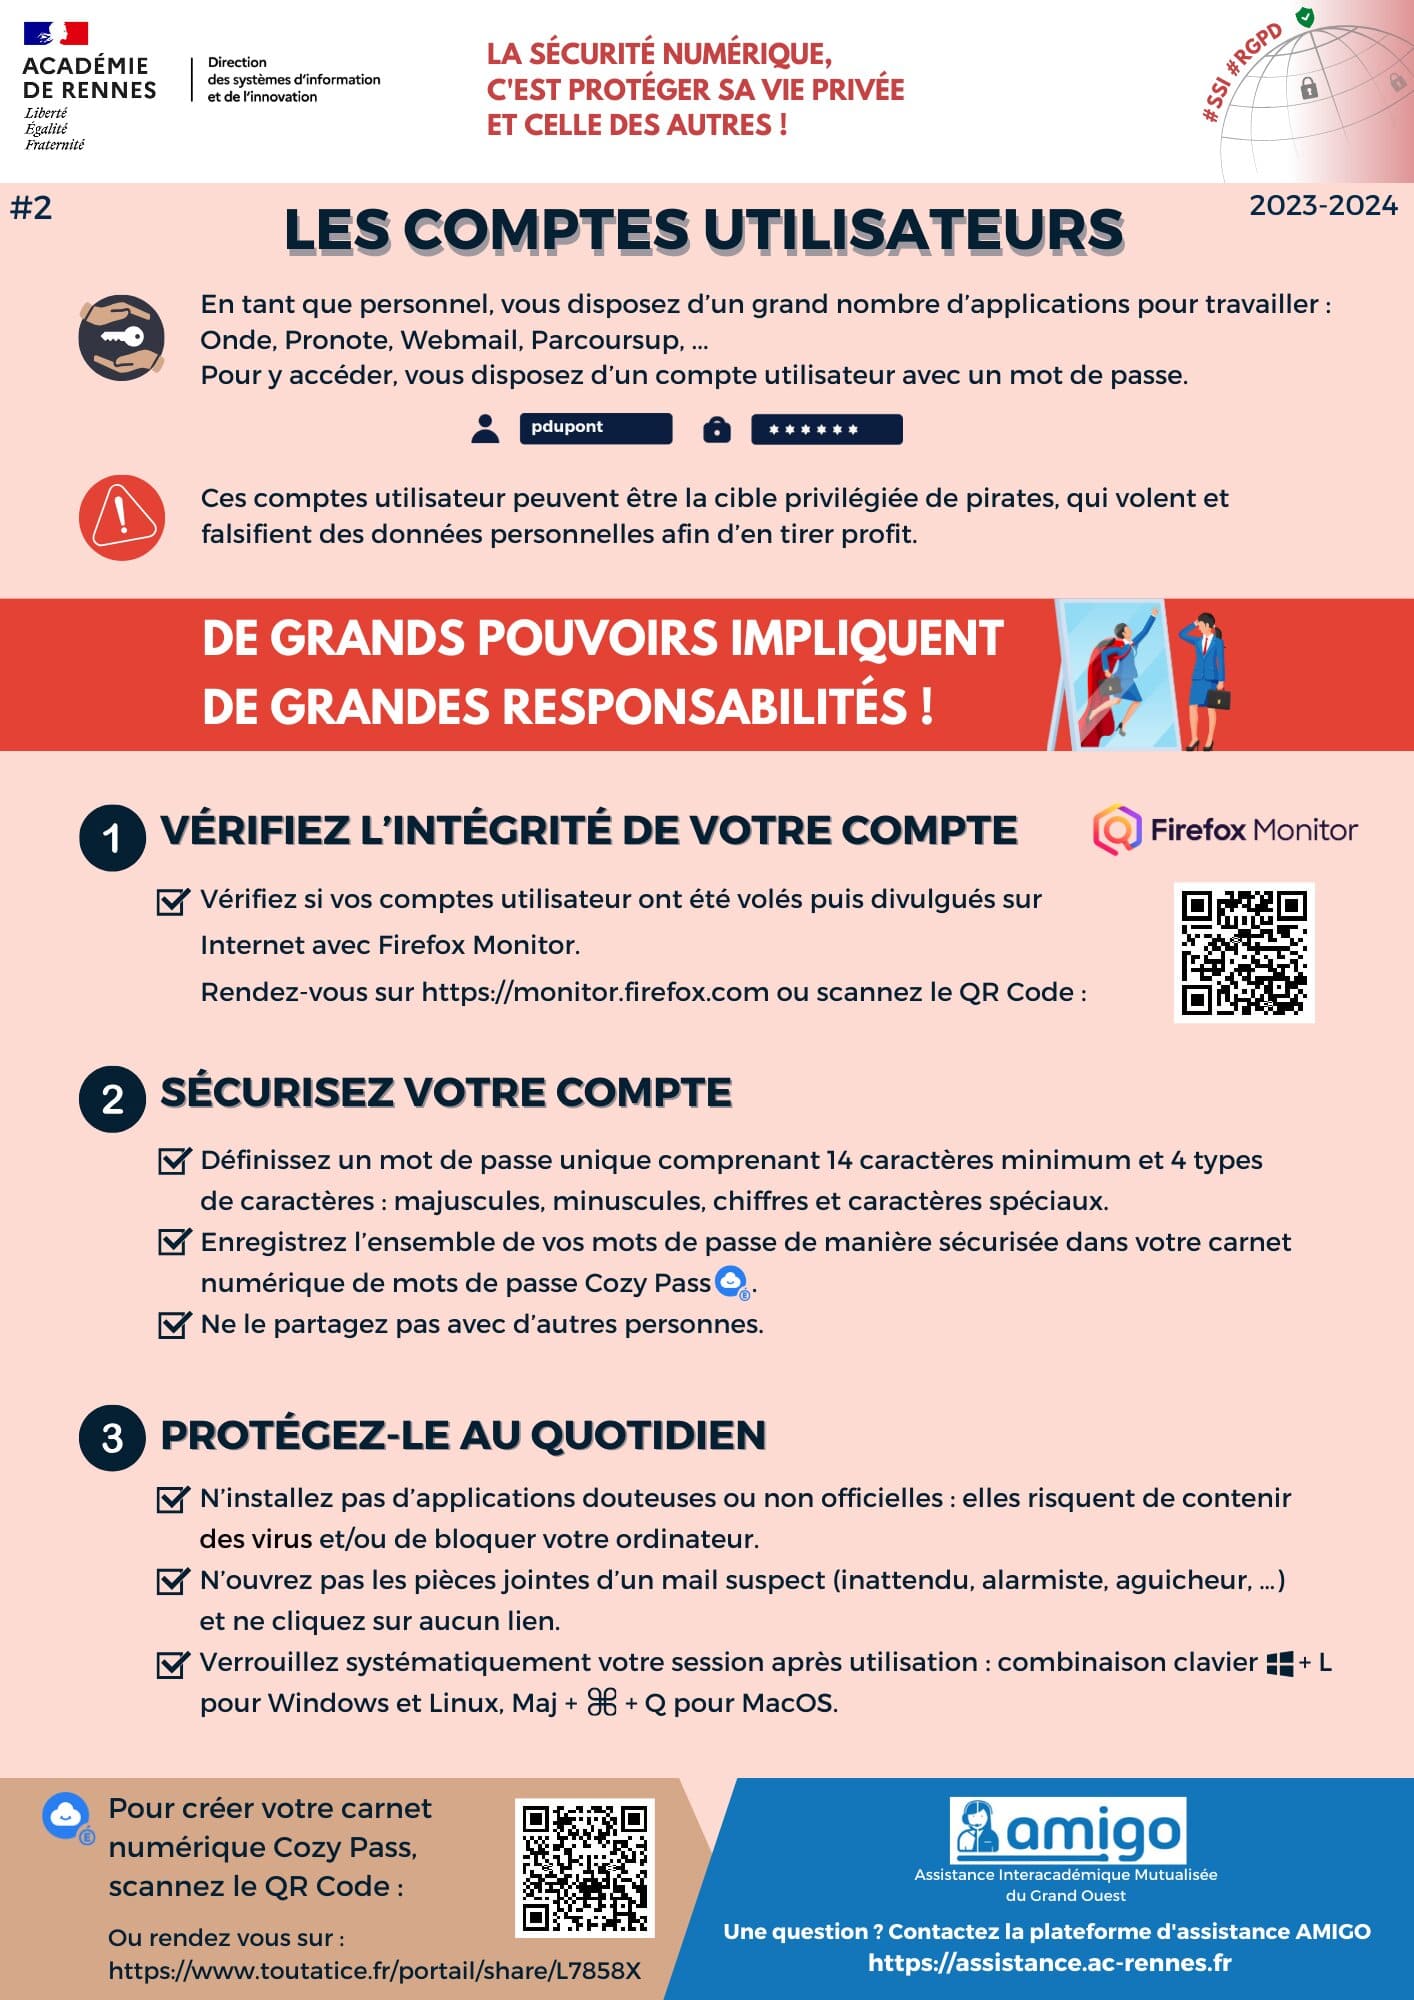 ACADÉMIE
DE RENNES
Liberté
Égalité
Fraternité
Direction
des systèmes d'information
et de l'innovation
LA SÉCURITÉ NUMÉRIQUE,
C'EST PROTÉGER SA VIE PRIVÉE
ET CELLE DES AUTRES !
#SSI #RGPD
#2
2023-2024
LES COMPTES UTILISATEURS
En tant que personnel, vous disposez d'un grand nombre d'applications pour travailler :
Onde, Pronote, Webmail, Parcoursup, ...
Pour y accéder, vous disposez d'un compte utilisateur avec un mot de passe.
pdupont
******
Ces comptes utilisateur peuvent être la cible privilégiée de pirates, qui volent et
falsifient des données personnelles afin d'en tirer profit.
DE GRANDS POUVOIRS IMPLIQUENT
DE GRANDES RESPONSABILITÉS !
1 VÉRIFIEZ L'INTÉGRITÉ DE VOTRE COMPTE
Firefox Monitor
Vérifiez si vos comptes utilisateur ont été volés puis divulgués sur
Internet avec Firefox Monitor.
Rendez-vous sur https://monitor.firefox.com ou scannez le QR Code :
2 SÉCURISEZ VOTRE COMPTE
Définissez un mot de passe unique comprenant 14 caractères minimum et 4 types
de caractères : majuscules, minuscules, chiffres et caractères spéciaux.
Enregistrez l'ensemble de vos mots de passe de manière sécurisée dans votre carnet
numérique de mots de passe Cozy Pass .
Ne le partagez pas avec d'autres personnes.
3 PROTÉGEZ-LE AU QUOTIDIEN
N'installez pas d'applications douteuses ou non officielles : elles risquent de contenir
des virus et/ou de bloquer votre ordinateur.
N'ouvrez pas les pièces jointes d'un mail suspect (inattendu, alarmiste, aguicheur, ...)
et ne cliquez sur aucun lien.
Verrouillez systématiquement votre session après utilisation : combinaison clavier + L
pour Windows et Linux, Maj + ⌘ + Q pour MacOS.
Pour créer votre carnet
numérique Cozy Pass,
scannez le QR Code :
Ou rendez vous sur :
https://www.toutatice.fr/portail/share/L7858X
amigo
Assistance Interacadémique Mutualisée
du Grand Ouest
Une question ? Contactez la plateforme d'assistance AMIGO
https://assistance.ac-rennes.fr